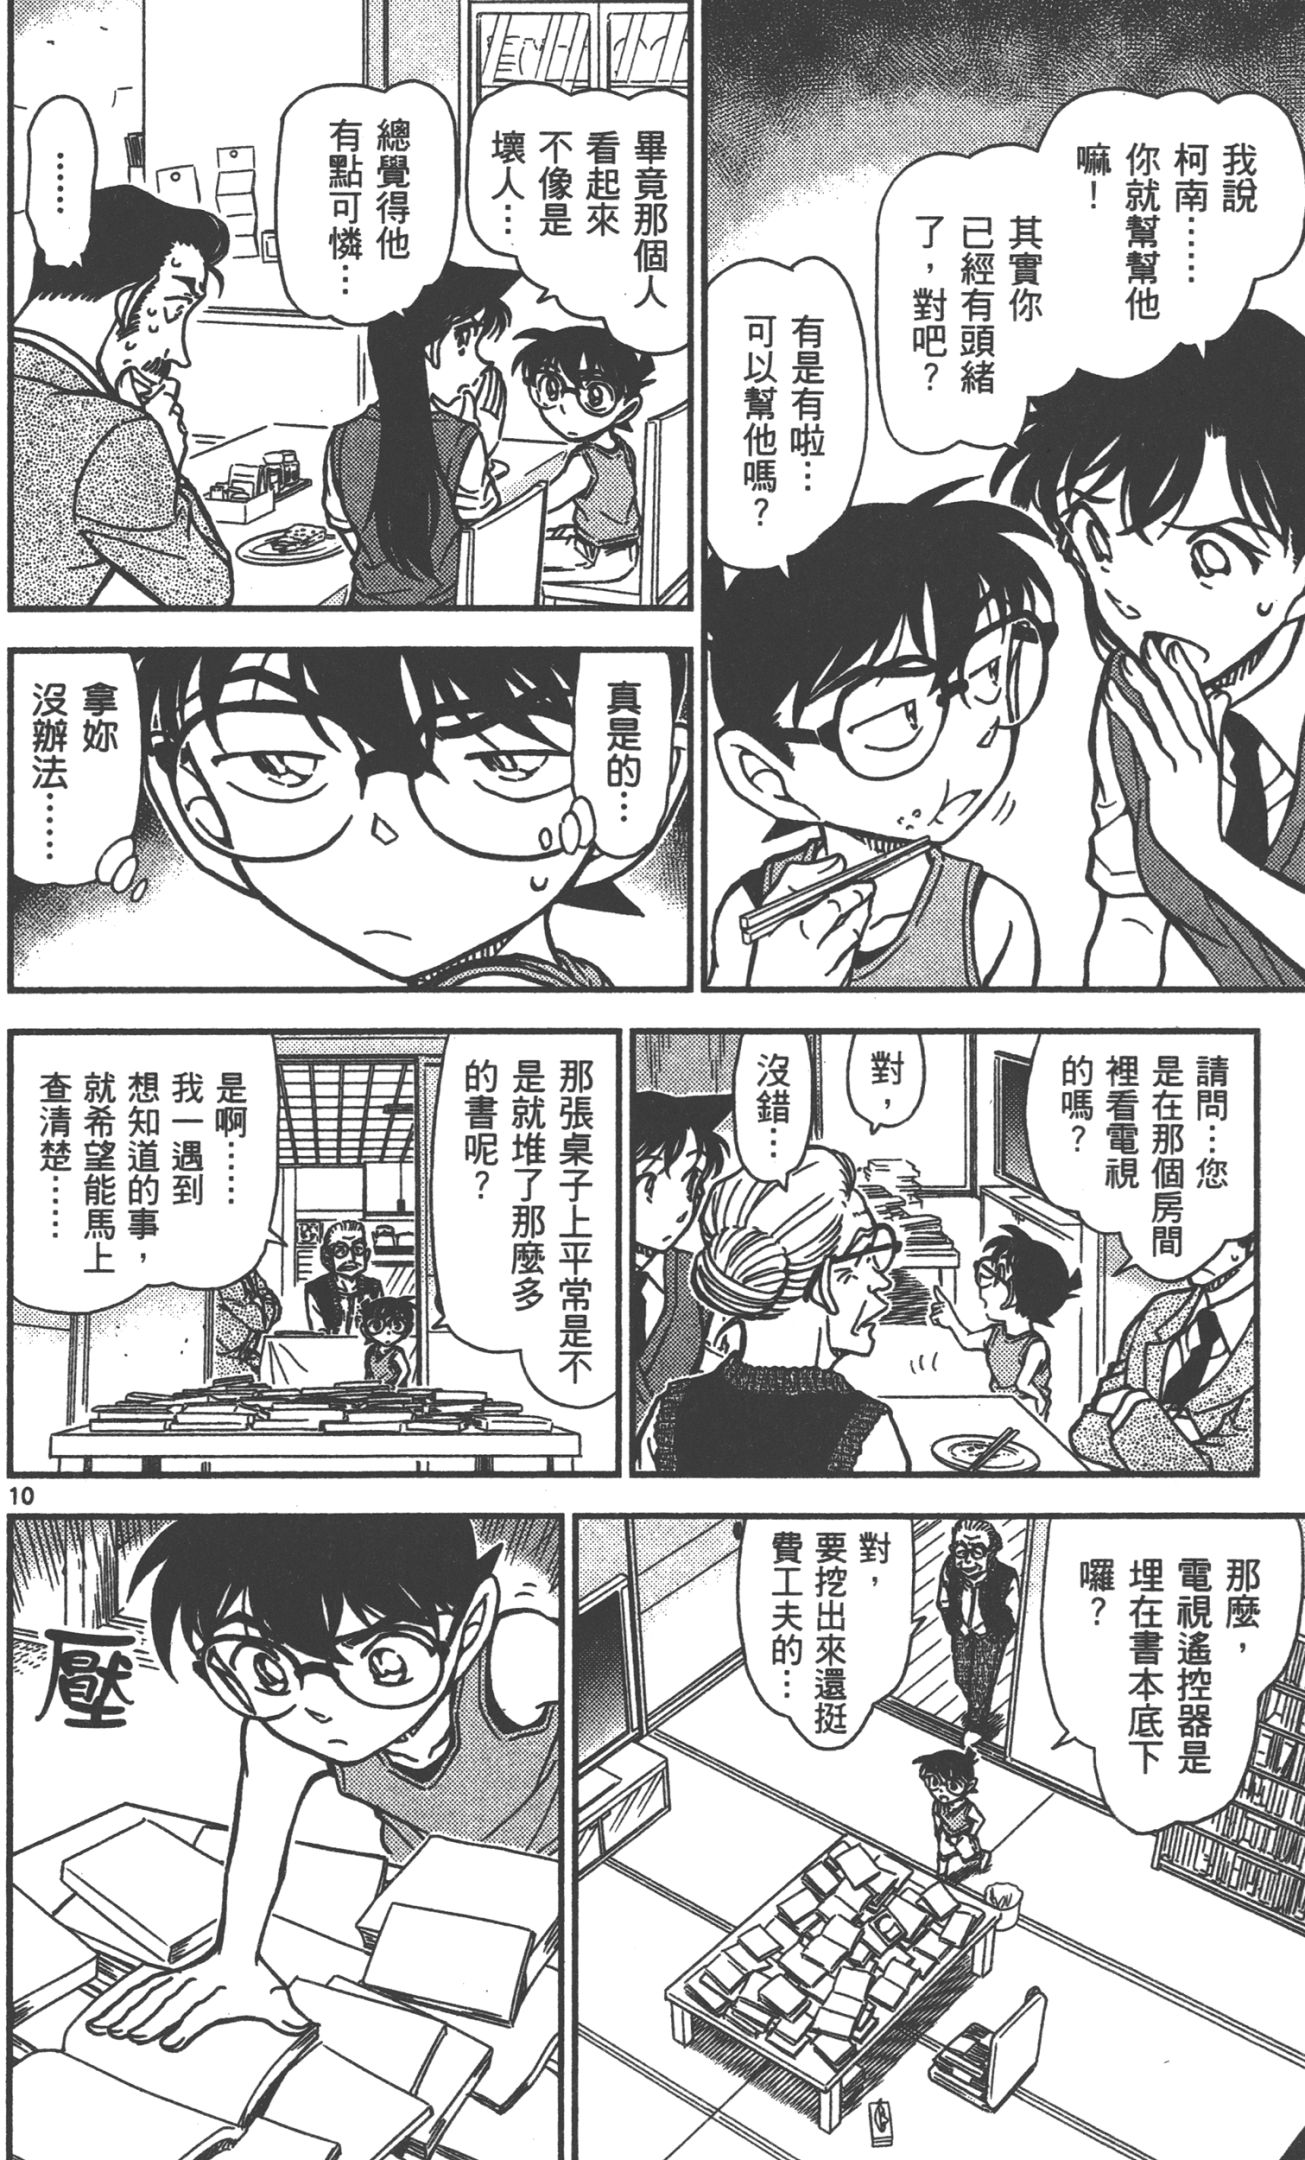 我說
柯南……
你就幫幫他
嘛！
其實你
已經有頭緒
了，對吧？
有是有啦…
可以幫他嗎？
畢竟那個人
看起來
不像是
壞人…
總覺得他
有點可憐…
……
真是的…
拿妳
沒辦法……
請問…您
是在那個房間
裡看電視
的嗎？
對，
沒錯…
那張桌子上平常是不
是就堆了那麼多
的書呢？
是啊……
我一遇到
想知道的事，
就希望能馬上
查清楚……
10
那麼，
電視遙控器是
埋在書本底下
囉？
對，
要挖出來還挺
費工夫的…
壓